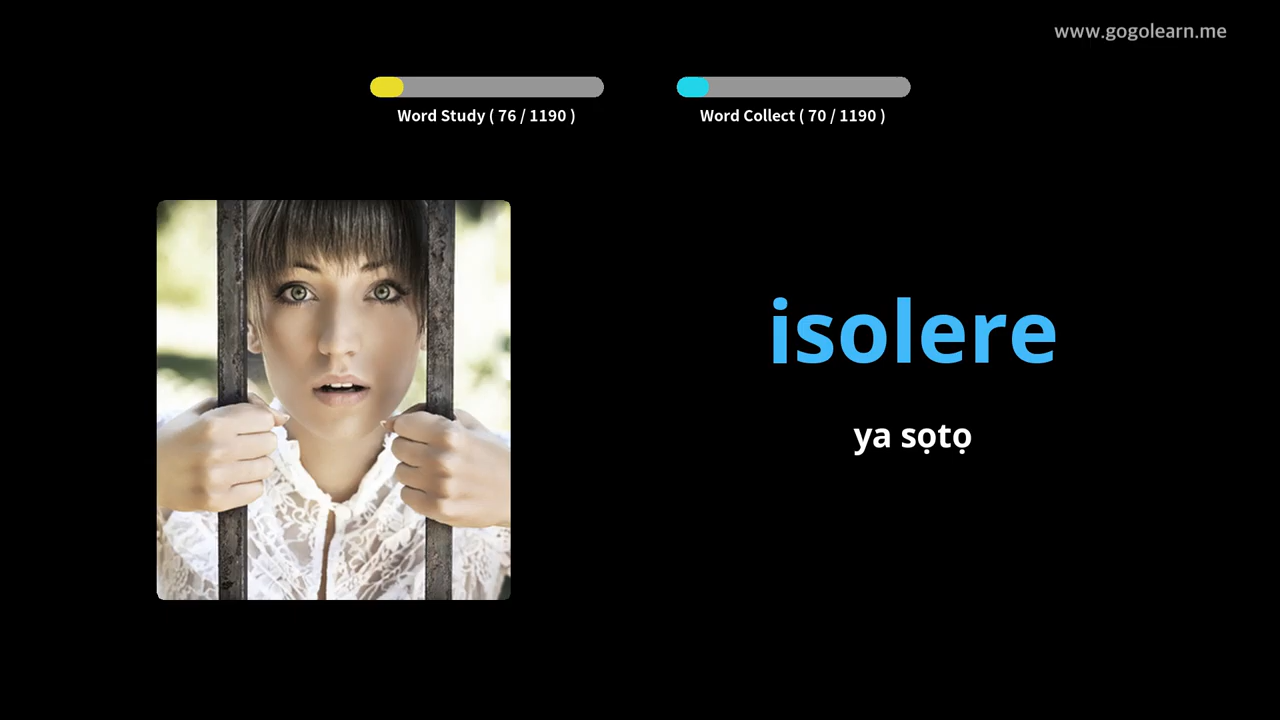 www.gogolearn.me
Word Study ( 76 / 1190 )
Word Collect ( 70 / 1190 )
isolere
ya sọtọ